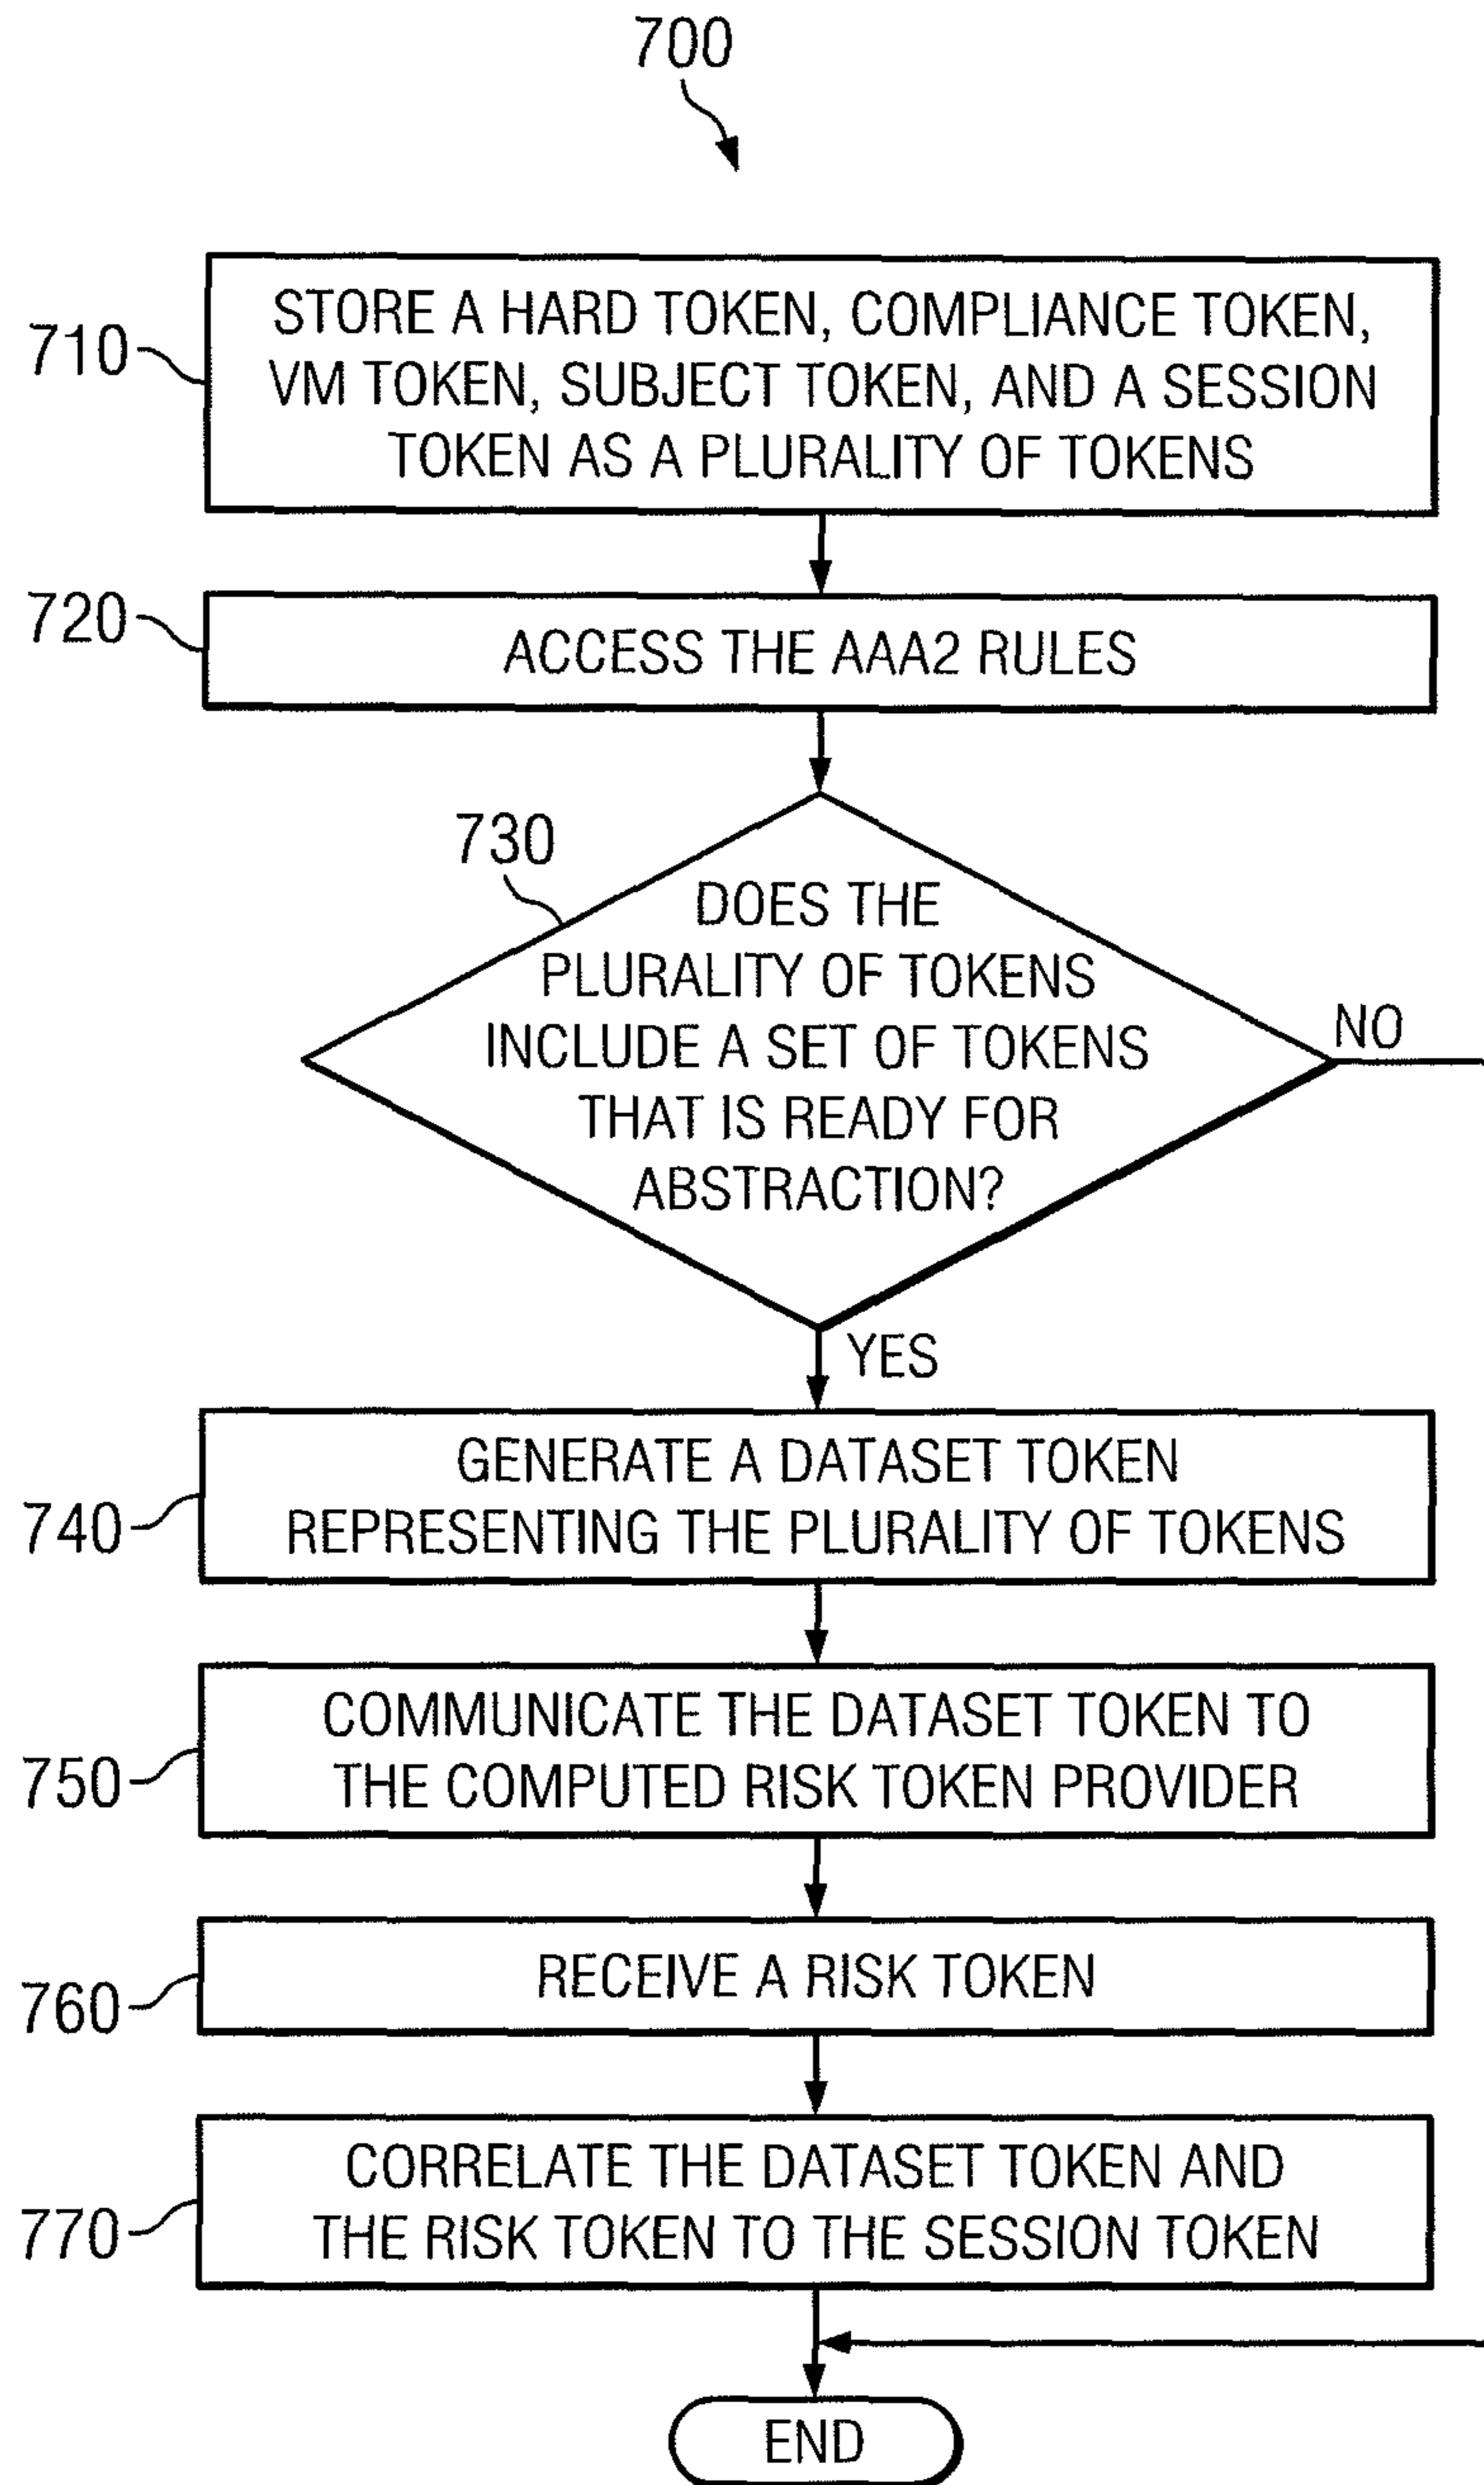 700
710
STORE A HARD TOKEN, COMPLIANCE TOKEN,
VM TOKEN, SUBJECT TOKEN, AND A SESSION
TOKEN AS A PLURALITY OF TOKENS
720
ACCESS THE AAA2 RULES
730
DOES THE
PLURALITY OF TOKENS
INCLUDE A SET OF TOKENS
THAT IS READY FOR
ABSTRACTION?
NO
YES
740
GENERATE A DATASET TOKEN
REPRESENTING THE PLURALITY OF TOKENS
750
COMMUNICATE THE DATASET TOKEN TO
THE COMPUTED RISK TOKEN PROVIDER
760
RECEIVE A RISK TOKEN
770
CORRELATE THE DATASET TOKEN AND
THE RISK TOKEN TO THE SESSION TOKEN
END